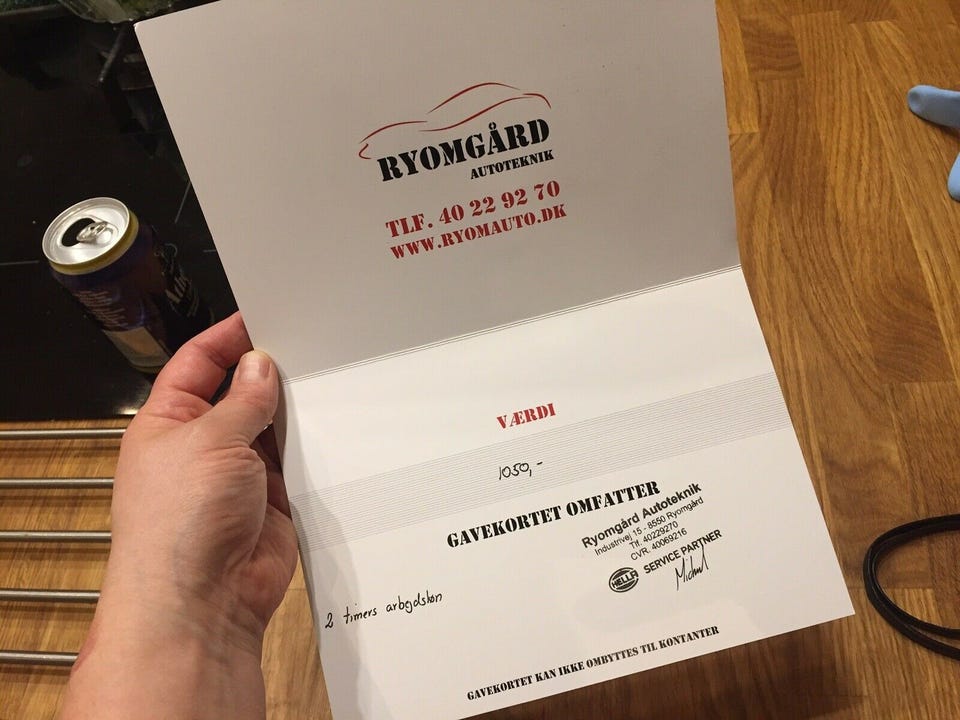 RYOMGÅRD
AUTOTEKNIK
TLF. 40 22 92 70
WWW.RYOMAUTO.DK
VÆRDI
1050,-
GAVEKORTET OMFATTER
Ryomgård Autoteknik
Industrivej 15 - 8550 Ryomgård
Tlf. 40229270
CVR. 40069216
HELLA SERVICE PARTNER
2 timers arbejdsløn
GAVEKORTET KAN IKKE OMBYTTES TIL KONTANTER